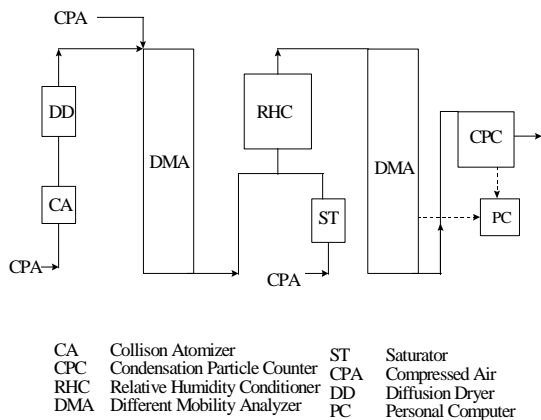 CPA
DD
RHC
CPC
DMA
DMA
CA
ST
PC
CPA
CPA
CA Collison Atomizer
CPC Condensation Particle Counter
RHC Relative Humidity Conditioner
DMA Different Mobility Analyzer
ST Saturator
CPA Compressed Air
DD Diffusion Dryer
PC Personal Computer